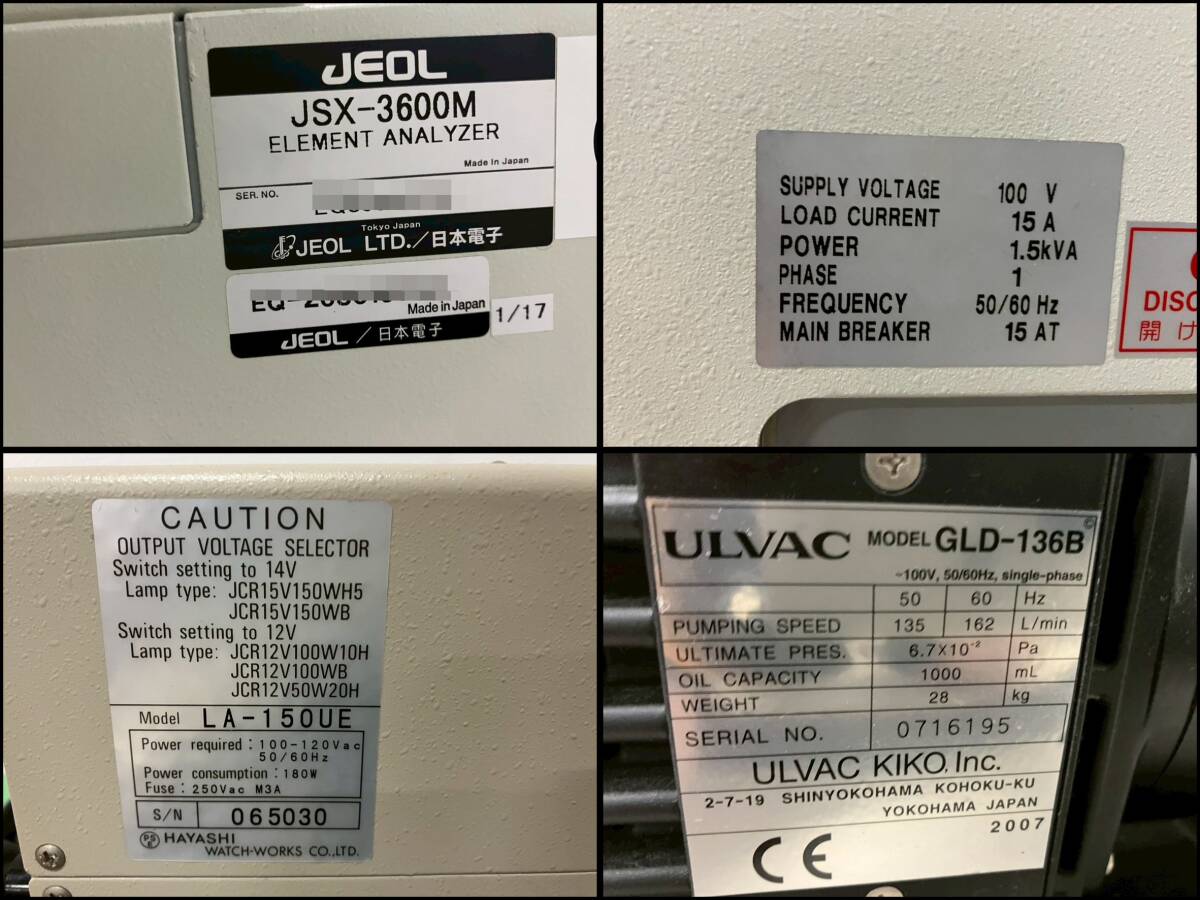 JEOL
JSX-3600M
ELEMENT ANALYZER
Made in Japan
SER. NO.
Tokyo Japan
JEOL LTD./日本電子
Made in Japan
JEOL / 日本電子
1/17
SUPPLY VOLTAGE 100 V
LOAD CURRENT 15 A
POWER 1.5kVA
PHASE 1
FREQUENCY 50/60 Hz
MAIN BREAKER 15 AT
DISC
開け
CAUTION
OUTPUT VOLTAGE SELECTOR
Switch setting to 14V
Lamp type: JCR15V150WH5
JCR15V150WB
Switch setting to 12V
Lamp type: JCR12V100W10H
JCR12V100WB
JCR12V50W20H
Model LA-150UE
Power required : 100-120Vac
50/60Hz
Power consumption : 180W
Fuse : 250Vac M3A
S/N 065030
HAYASHI
WATCH-WORKS CO.,LTD.
ULVAC MODEL GLD-136B
~100V, 50/60Hz, single-phase
50 60 Hz
PUMPING SPEED 135 162 L/min
ULTIMATE PRES. 6.7X10⁻² Pa
OIL CAPACITY 1000 mL
WEIGHT 28 kg
SERIAL NO. 0716195
ULVAC KIKO, Inc.
2-7-19 SHINYOKOHAMA KOHOKU-KU
YOKOHAMA JAPAN
2007
CE